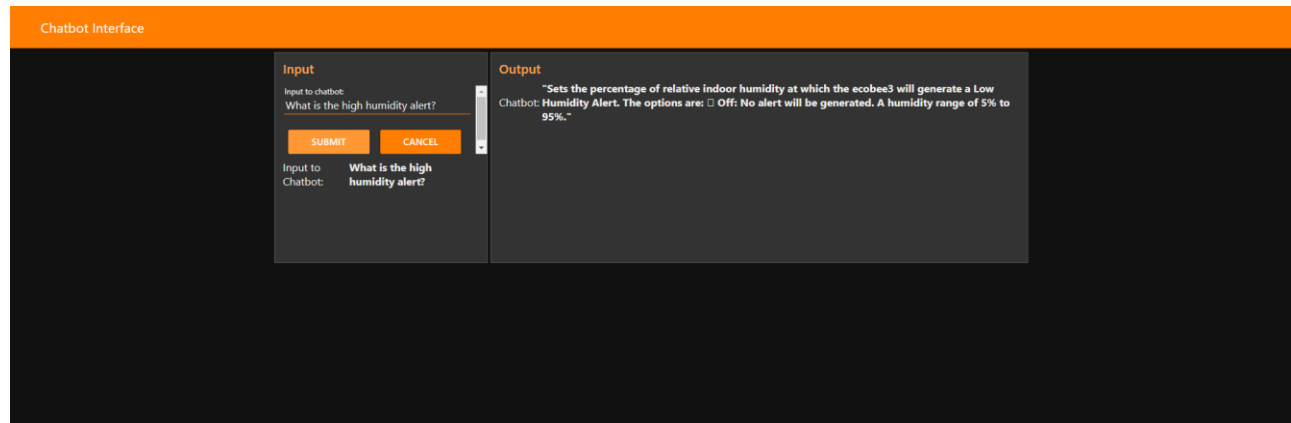 Chatbot Interface
Input
Input to chatbot:
What is the high humidity alert?
SUBMIT
CANCEL
Input to
Chatbot:
What is the high
humidity alert?
Output
Chatbot:
"Sets the percentage of relative indoor humidity at which the ecobee3 will generate a Low
Humidity Alert. The options are: □ Off: No alert will be generated. A humidity range of 5% to
95%."